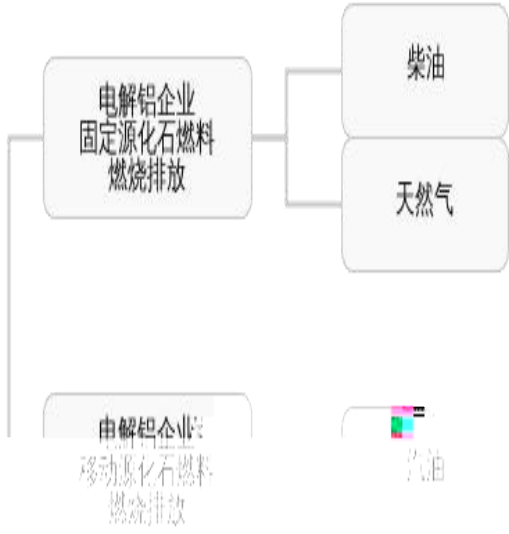 电解铝企业
固定源化石燃料
燃烧排放
柴油
天然气
电解铝企业
移动源化石燃料
燃烧排放
汽油